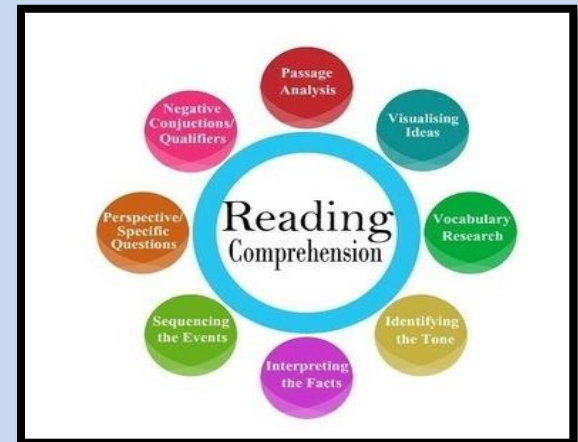 Passage
Analysis
Visualising
Ideas
Vocabulary
Research
Identifying
the Tone
Interpreting
the Facts
Sequencing
the Events
Perspective/
Specific
Questions
Negative
Conjuctions/
Qualifiers
Reading
Comprehension